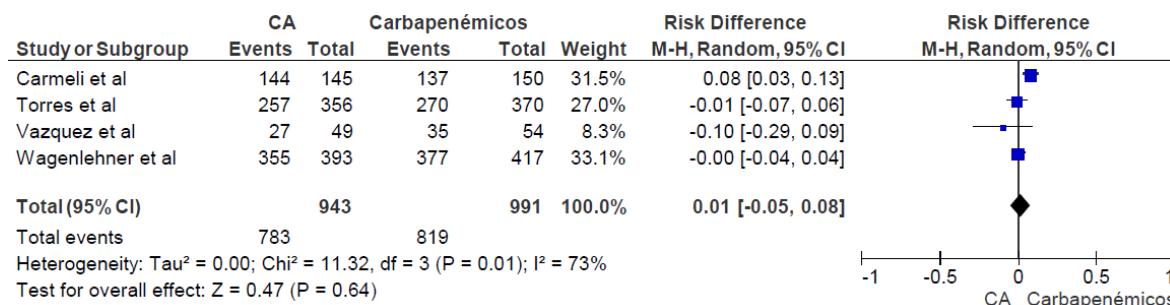 CA Carbapenémicos Risk Difference Risk Difference
Study or Subgroup Events Total Events Total Weight M-H, Random, 95% CI M-H, Random, 95% CI
Carmeli et al 144 145 137 150 31.5% 0.08 [0.03, 0.13]
Torres et al 257 356 270 370 27.0% -0.01 [-0.07, 0.06]
Vazquez et al 27 49 35 54 8.3% -0.10 [-0.29, 0.09]
Wagenlehner et al 355 393 377 417 33.1% -0.00 [-0.04, 0.04]
Total (95% CI) 943 991 100.0% 0.01 [-0.05, 0.08]
Total events 783 819
Heterogeneity: Tau² = 0.00; Chi² = 11.32, df = 3 (P = 0.01); I² = 73%
Test for overall effect: Z = 0.47 (P = 0.64)
-1 -0.5 0 0.5 1
CA Carbapenémicos